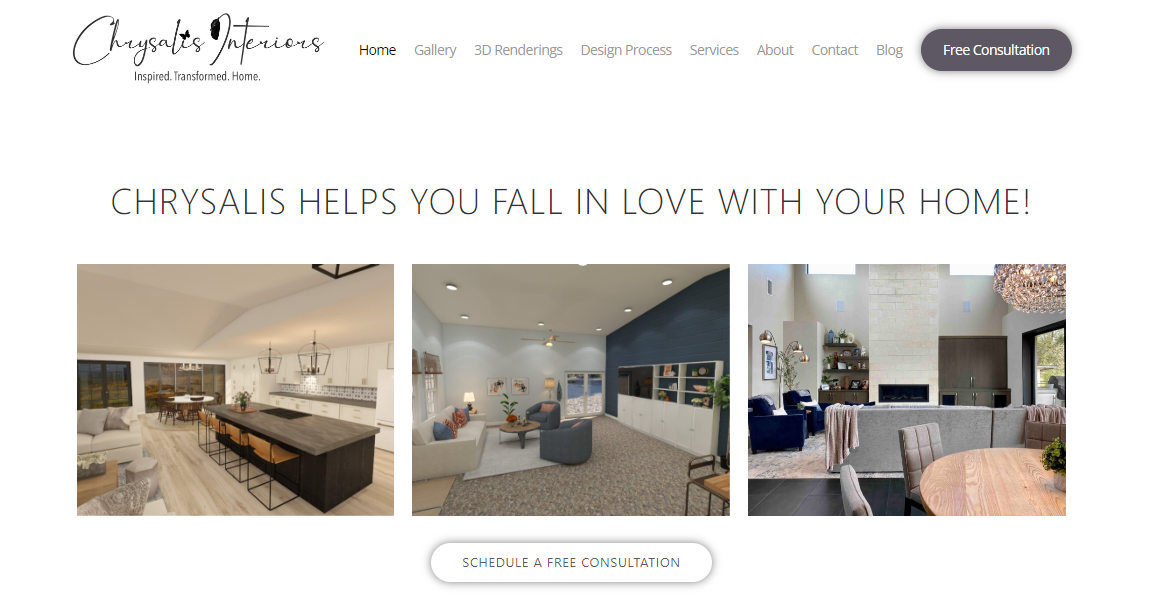 Chrysalis Interiors
Inspired. Transformed. Home.
Home Gallery 3D Renderings Design Process Services About Contact Blog Free Consultation
CHRYSALIS HELPS YOU FALL IN LOVE WITH YOUR HOME!
SCHEDULE A FREE CONSULTATION